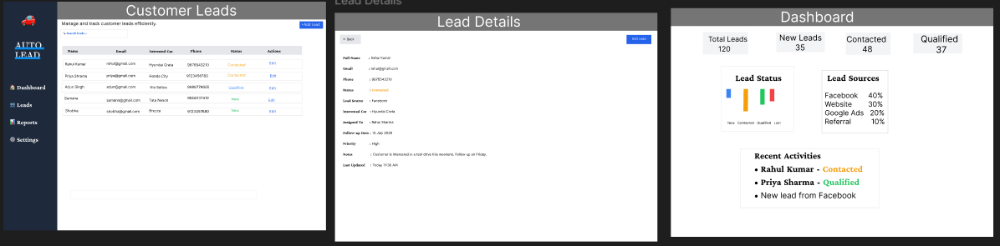 Lead Details
Customer Leads
Manage and track customer leads efficiently.
+Add Lead
Search leads...
AUTO
LEAD
Dashboard
Leads
Reports
Settings
Name Email Interested Car Phone Status Actions
Rahul Kumar rahul@gmail.com Hyundai Creta 9876543210 Contacted Edit
Priya Shrama priya@gmail.com Honda City 9123456780 Contacted Edit
Arjun Singh arjun@gmail.com Kia Seltos 9988776655 Qualified Edit
Sumana sumana@gmail.com Tata Nexon Edit
New
Shobha shobha@gmail.com Brezza 9123457680 New Edit
Lead Details
← Back
Edit Lead
Full Name : Rahul Kumar
Email : rahul@gmail.com
Phone : 9876543210
Status : Contacted
Lead Source : Facebook
Interested Car : Hyundai Creta
Assigned To : Rahul Sharma
Follow-up Date : 10 July 2026
Priority : High
Notes : Customer is interested in a test drive this weekend. Follow up on Friday.
Last Updated : Today 11:30 AM
Dashboard
Total Leads
120
New Leads
35
Contacted
48
Qualified
37
Lead Status
New Contacted Qualified Lost
Lead Sources
Facebook 40%
Website 30%
Google Ads 20%
Referral 10%
Recent Activities
• Rahul Kumar - Contacted
• Priya Sharma - Qualified
• New lead from Facebook